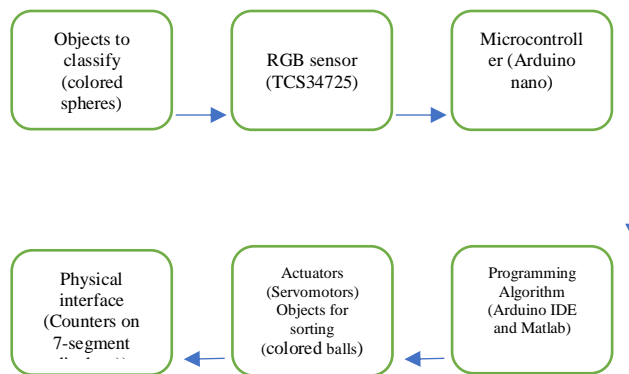 Objects to
classify
(colored
spheres)
RGB sensor
(TCS34725)
Microcontroll
er (Arduino
nano)
Physical
interface
(Counters on
7-segment
Actuators
(Servomotors)
Objects for
sorting
(colored balls)
Programming
Algorithm
(Arduino IDE
and Matlab)